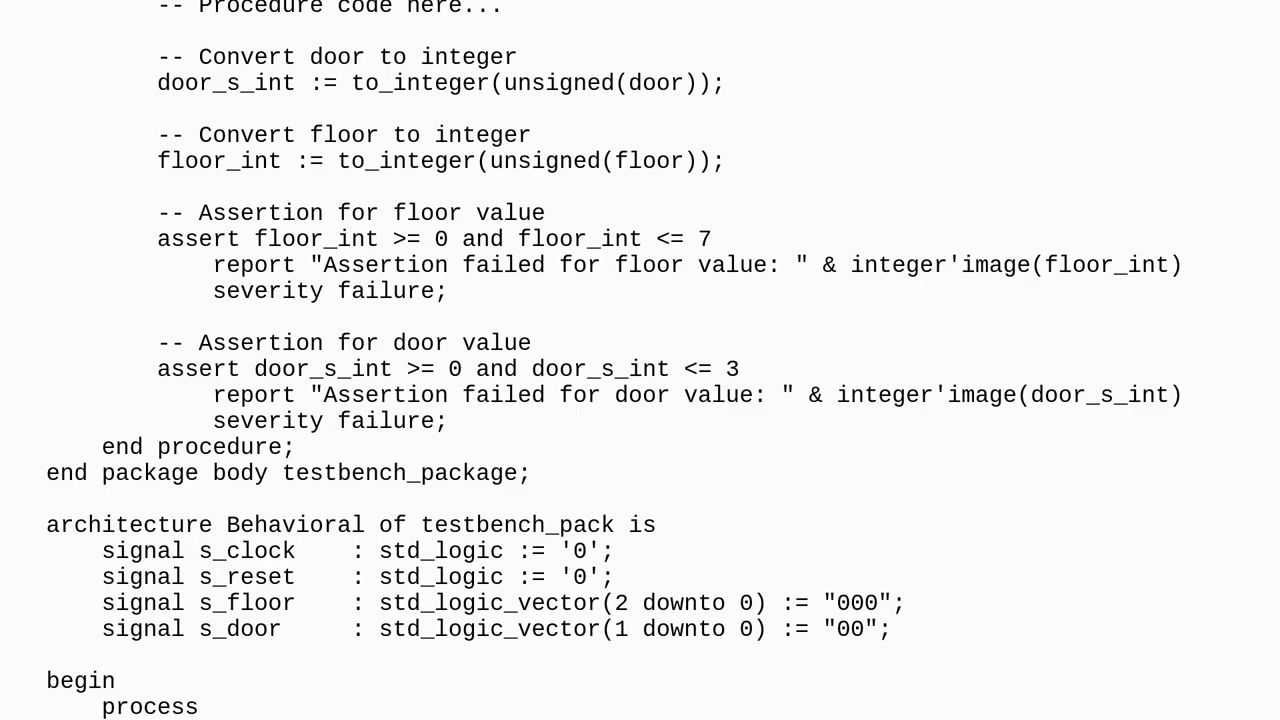 -- Procedure code here...
-- Convert door to integer
door_s_int := to_integer(unsigned(door));
-- Convert floor to integer
floor_int := to_integer(unsigned(floor));
-- Assertion for floor value
assert floor_int >= 0 and floor_int <= 7
report "Assertion failed for floor value: " & integer'image(floor_int)
severity failure;
-- Assertion for door value
assert door_s_int >= 0 and door_s_int <= 3
report "Assertion failed for door value: " & integer'image(door_s_int)
severity failure;
end procedure;
end package body testbench_package;
architecture Behavioral of testbench_pack is
signal s_clock    : std_logic := '0';
signal s_reset    : std_logic := '0';
signal s_floor    : std_logic_vector(2 downto 0) := "000";
signal s_door     : std_logic_vector(1 downto 0) := "00";
begin
process